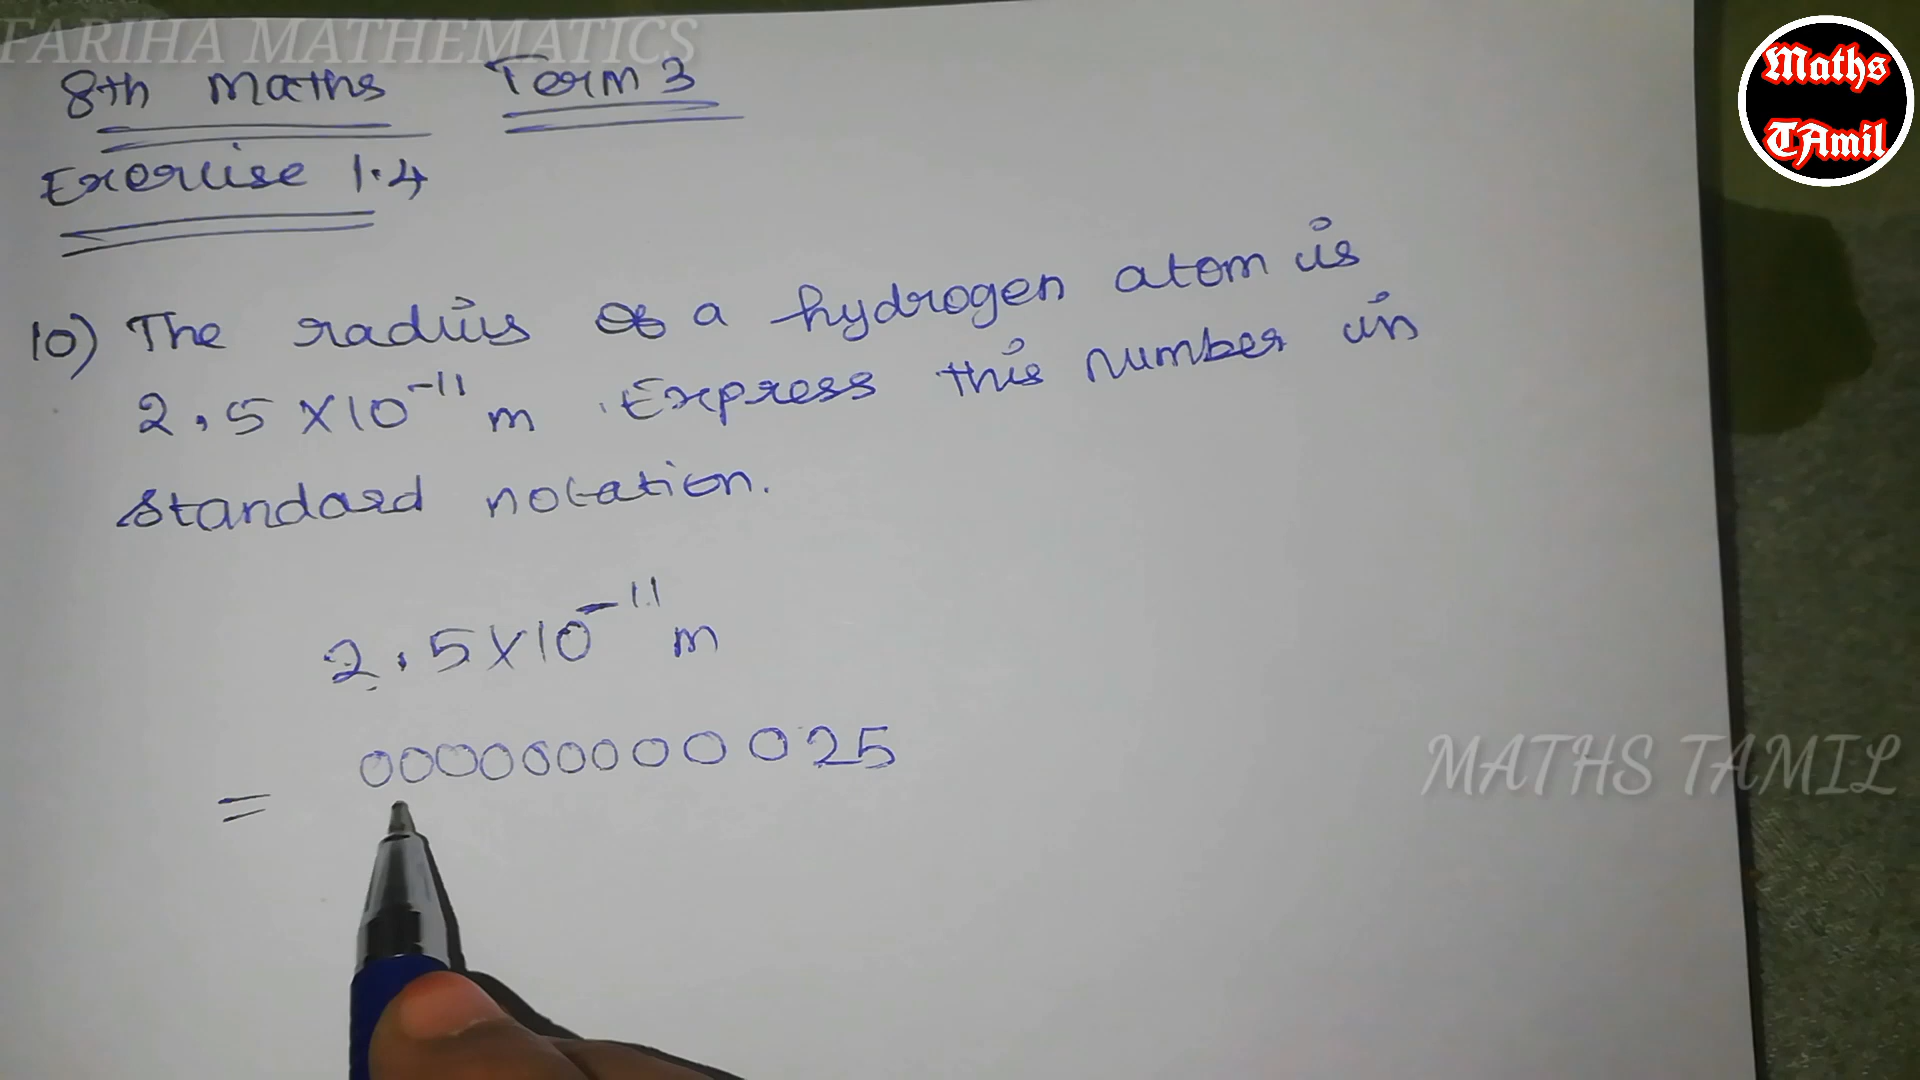 FARIHA MATHEMATICS
8th Maths Term 3
Exercise 1.4
10) The radius of a hydrogen atom is
2.5 × 10⁻¹¹ m. Express this number in
standard notation.
2.5 × 10⁻¹¹ m
= 000000000025
Maths
TAmil
MATHS TAMIL